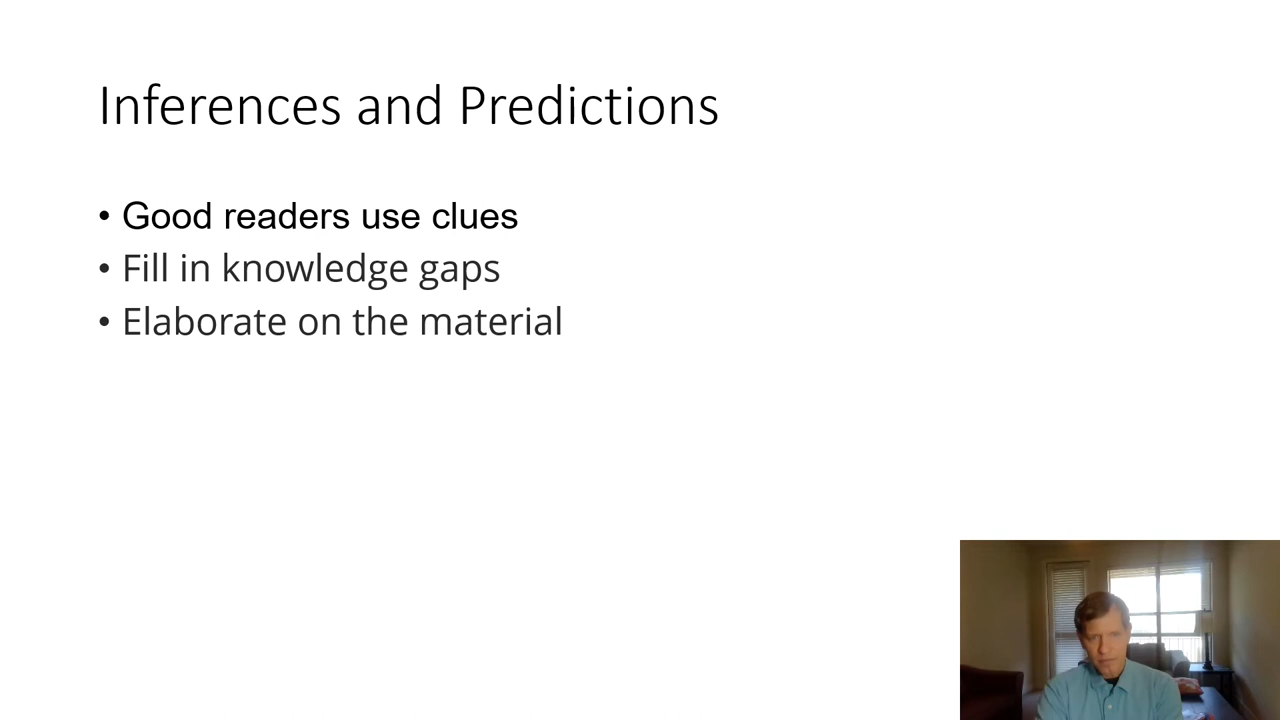 Inferences and Predictions
• Good readers use clues
• Fill in knowledge gaps
• Elaborate on the material